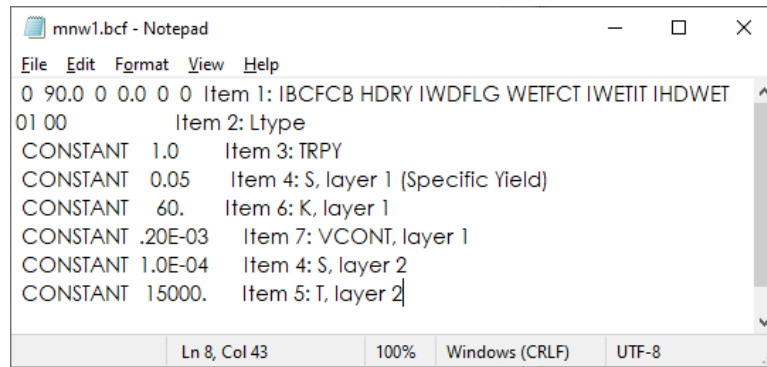 mnw1.bcf - Notepad
File Edit Format View Help
0 90.0 0 0.0 0 0 Item 1: IBCFCB HDRY IWDFLG WETFCT IWETIT IHDWET
01 00 Item 2: Ltype
CONSTANT 1.0 Item 3: TRPY
CONSTANT 0.05 Item 4: S, layer 1 (Specific Yield)
CONSTANT 60. Item 6: K, layer 1
CONSTANT .20E-03 Item 7: VCONT, layer 1
CONSTANT 1.0E-04 Item 4: S, layer 2
CONSTANT 15000. Item 5: T, layer 2
Ln 8, Col 43 100% Windows (CRLF) UTF-8